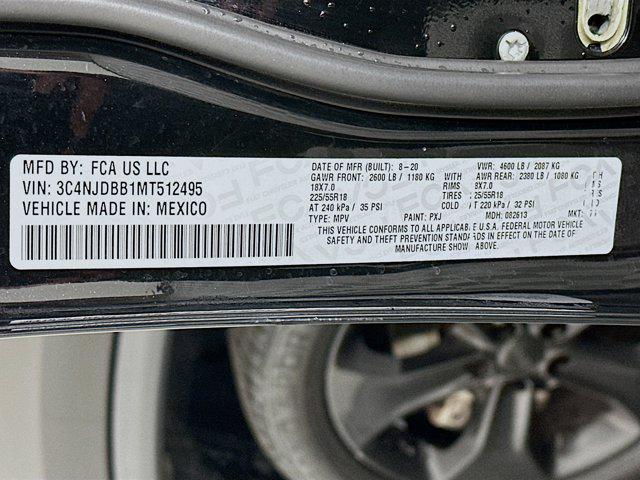 MFD BY: FCA US LLC
VIN: 3C4NJDBB1MT512495
VEHICLE MADE IN: MEXICO
DATE OF MFR (BUILT): 8-20 VWR: 4600 LB / 2087 KG
GAWR FRONT: 2600 LB / 1180 KG WITH AWR REAR: 2380 LB / 1080 KG
18X7.0 RIMS 8X7.0
225/55R18 TIRES 25/55R18
AT 240 kPa / 35 PSI COLD T 220 kPa / 32 PSI
TYPE: MPV PAINT: PXJ MDH: 082613 MKT:
THIS VEHICLE CONFORMS TO ALL APPLICAB E U.S.A. FEDERAL MOTOR VEHICLE
SAFETY AND THEFT PREVENTION STANDA S IN EFFECT ON THE DATE OF
MANUFACTURE SHOW ABOVE.